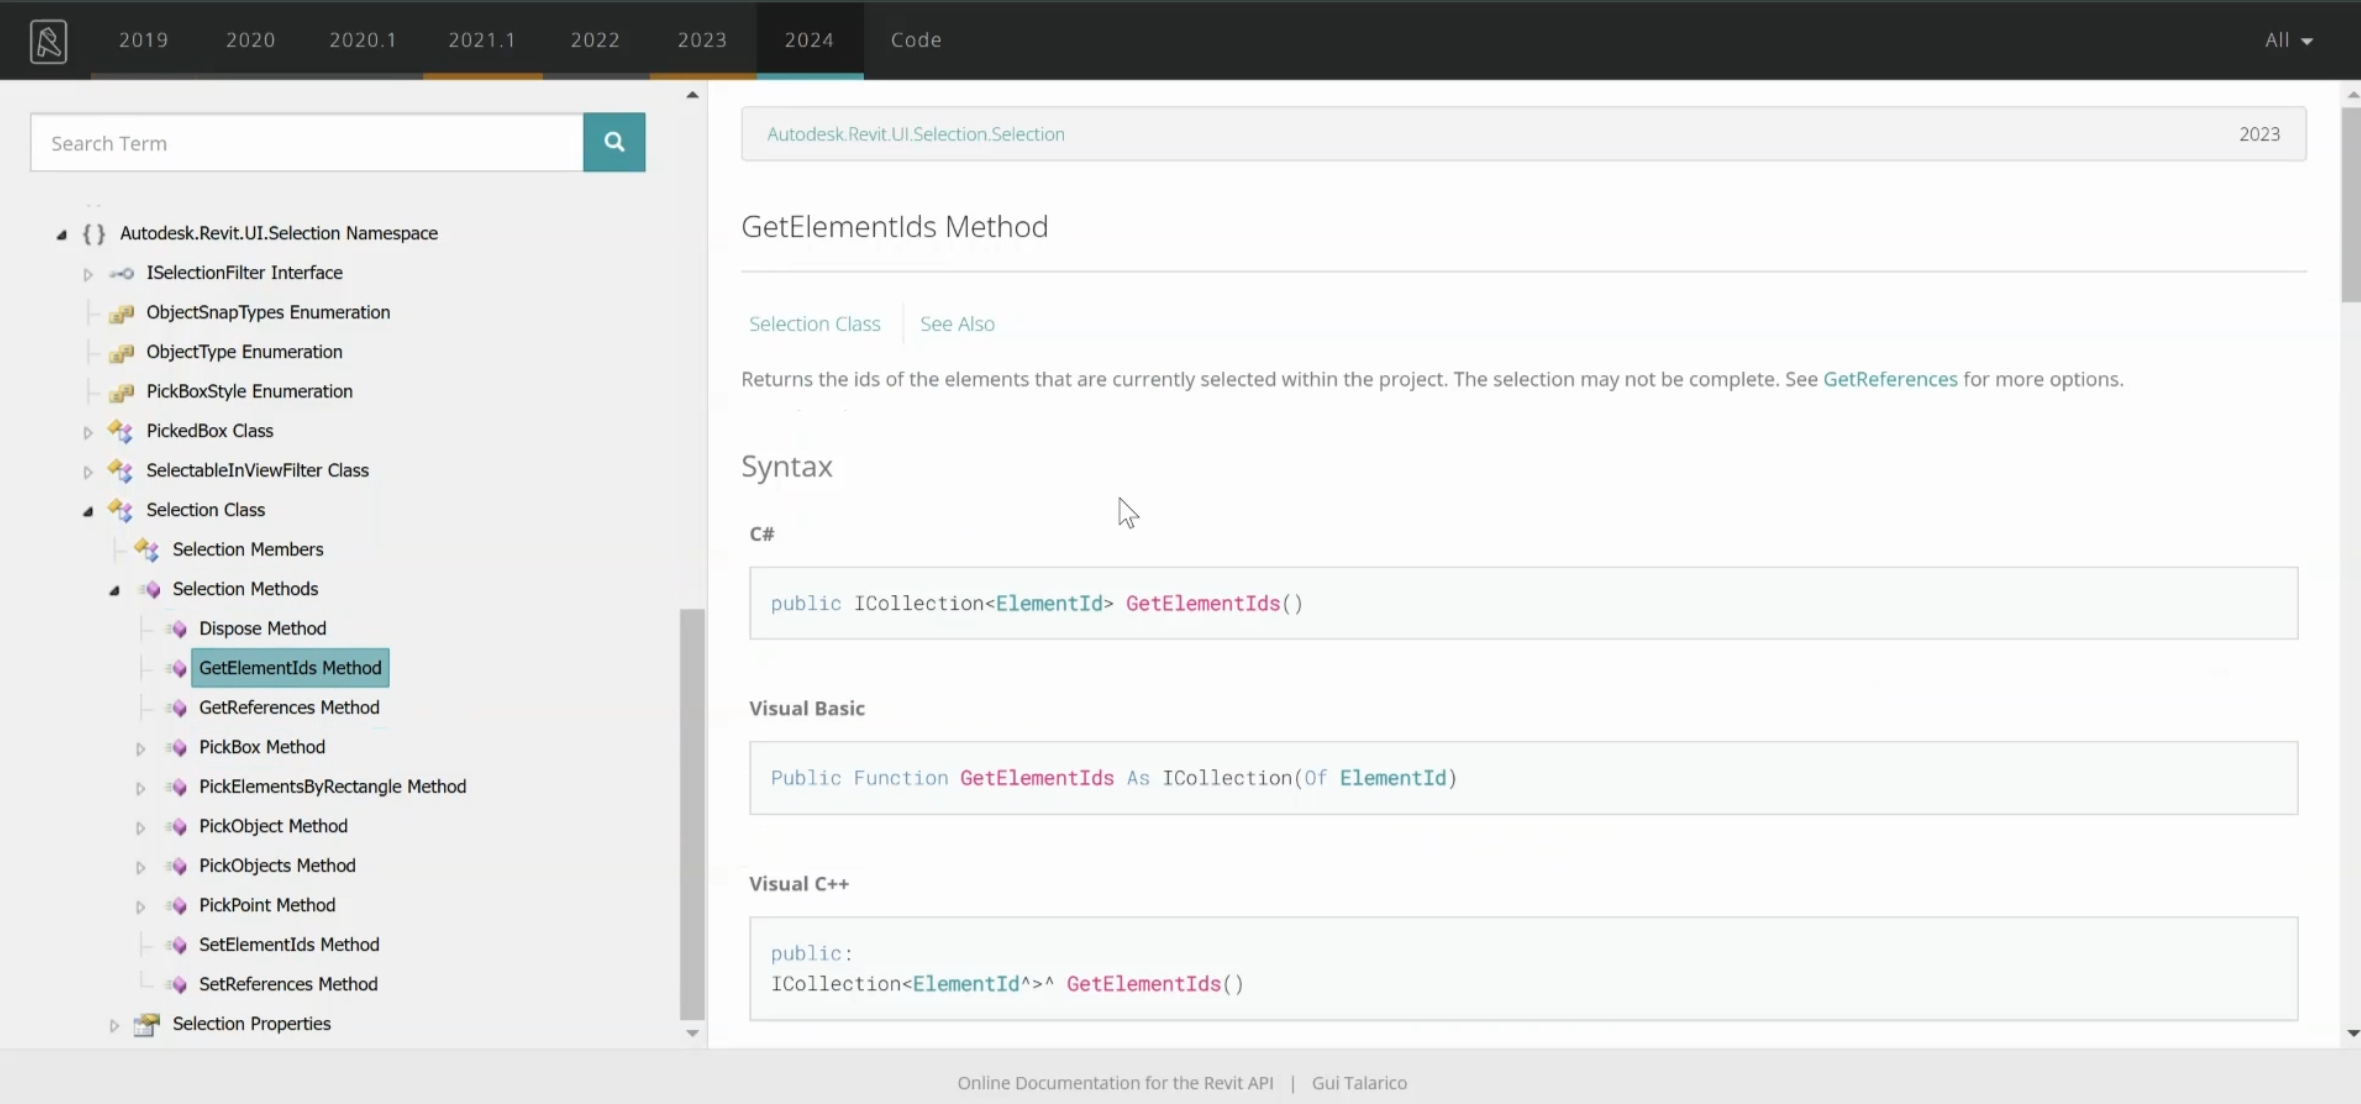 2019 2020 2020.1 2021.1 2022 2023 2024 Code All
Search Term
{ } Autodesk.Revit.UI.Selection Namespace
ISelectionFilter Interface
ObjectSnapTypes Enumeration
ObjectType Enumeration
PickBoxStyle Enumeration
PickedBox Class
SelectableInViewFilter Class
Selection Class
Selection Members
Selection Methods
Dispose Method
GetElementIds Method
GetReferences Method
PickBox Method
PickElementsByRectangle Method
PickObject Method
PickObjects Method
PickPoint Method
SetElementIds Method
SetReferences Method
Selection Properties
Autodesk.Revit.UI.Selection.Selection 2023
GetElementIds Method
Selection Class See Also
Returns the ids of the elements that are currently selected within the project. The selection may not be complete. See GetReferences for more options.
Syntax
C#
public ICollection<ElementId> GetElementIds()
Visual Basic
Public Function GetElementIds As ICollection(Of ElementId)
Visual C++
public:
ICollection<ElementId^>^ GetElementIds()
Online Documentation for the Revit API | Gui Talarico